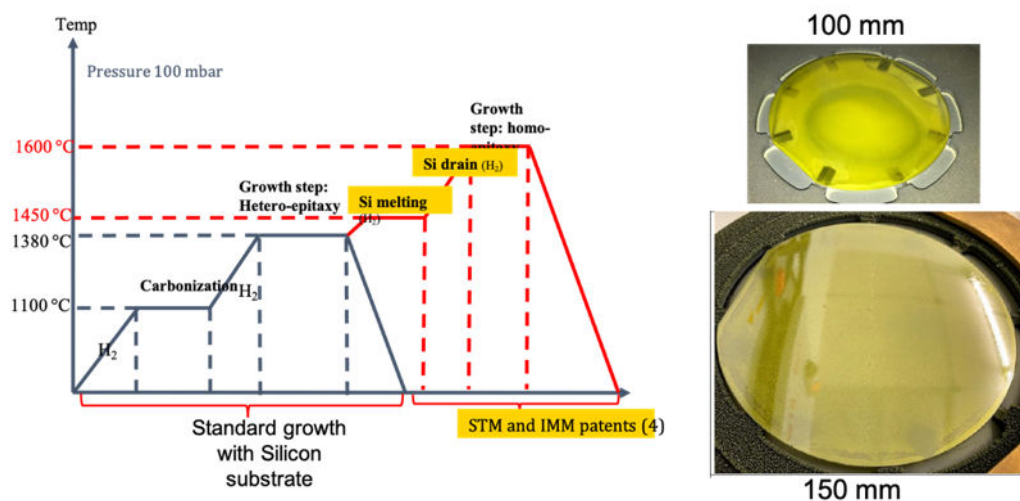 Temp
Pressure 100 mbar
1600 °C
1450 °C
1380 °C
1100 °C
H₂
Carbonization
H₂
Growth step:
Hetero-epitaxy
Si melting
(H₂)
Si drain (H₂)
Growth
step: homo-
epitaxy
Standard growth
with Silicon
substrate
STM and IMM patents (4)
100 mm
150 mm